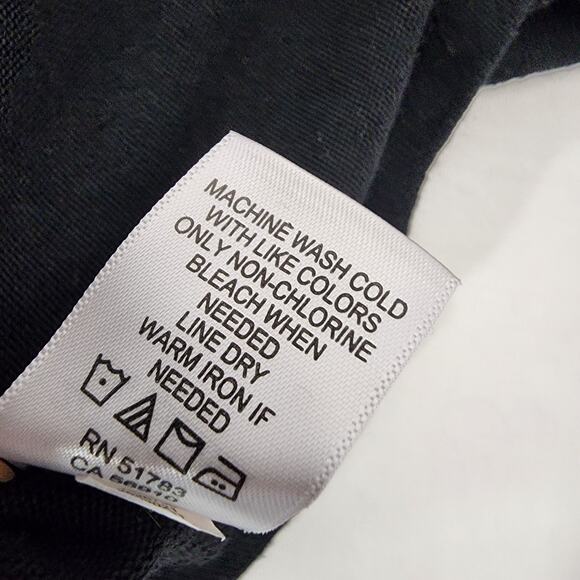 MACHINE WASH COLD
WITH LIKE COLORS
ONLY NON-CHLORINE
BLEACH WHEN
NEEDED
LINE DRY
WARM IRON IF
NEEDED
RN 51783
CA